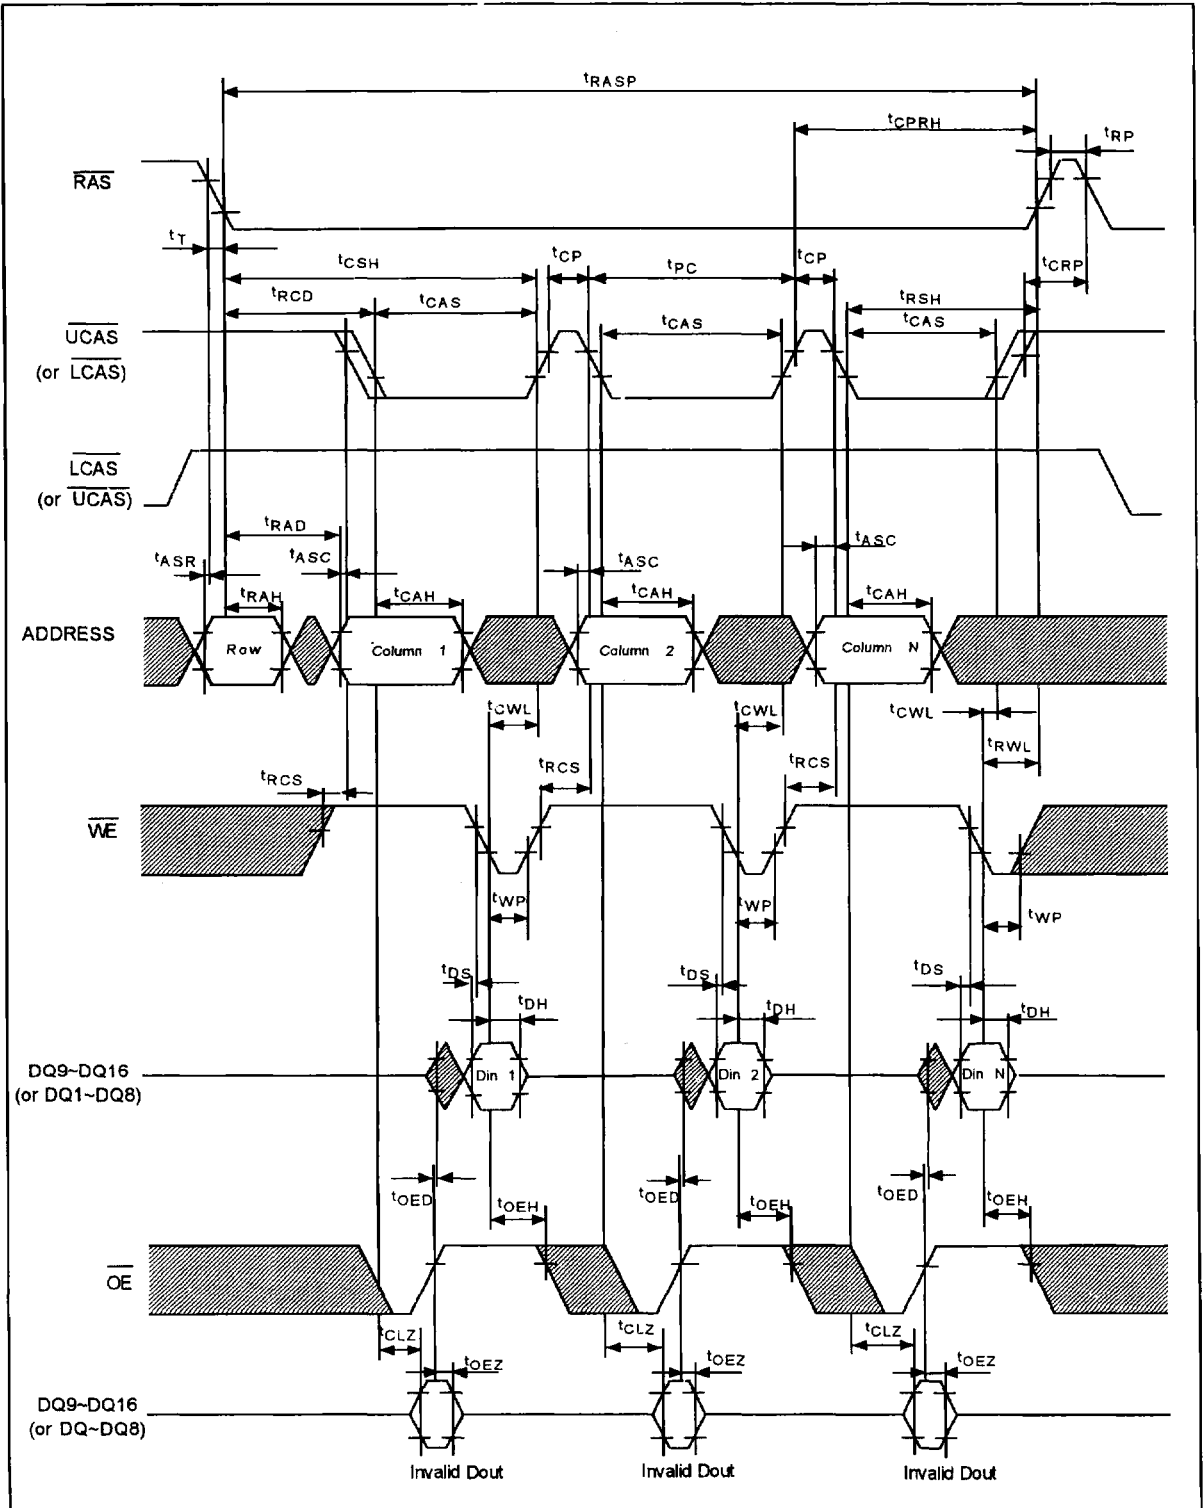 tRASP
tCPRH
tRP
RAS
tT
tCSH
tCP
tPC
tCP
tCRP
tRCD
tCAS
tRSH
UCAS
tCAS
tCAS
(or LCAS)
LCAS
(or UCAS)
tRAD
tASR
tASC
tASC
tASC
tRAH
tCAH
tCAH
tCAH
ADDRESS
Raw
Column 1
Column 2
Column N
tCWL
tCWL
tCWL
tRWL
tRCS
tRCS
tRCS
WE
tWP
tWP
tWP
tDS
tDS
tDS
tDH
tDH
tDH
DQ9~DQ16
Din 1
Din 2
Din N
(or DQ1~DQ8)
tOED
tOEH
tOED
tOEH
tOED
tOEH
OE
tCLZ
tCLZ
tCLZ
tOEZ
tOEZ
tOEZ
DQ9~DQ16
(or DQ~DQ8)
Invalid Dout
Invalid Dout
Invalid Dout